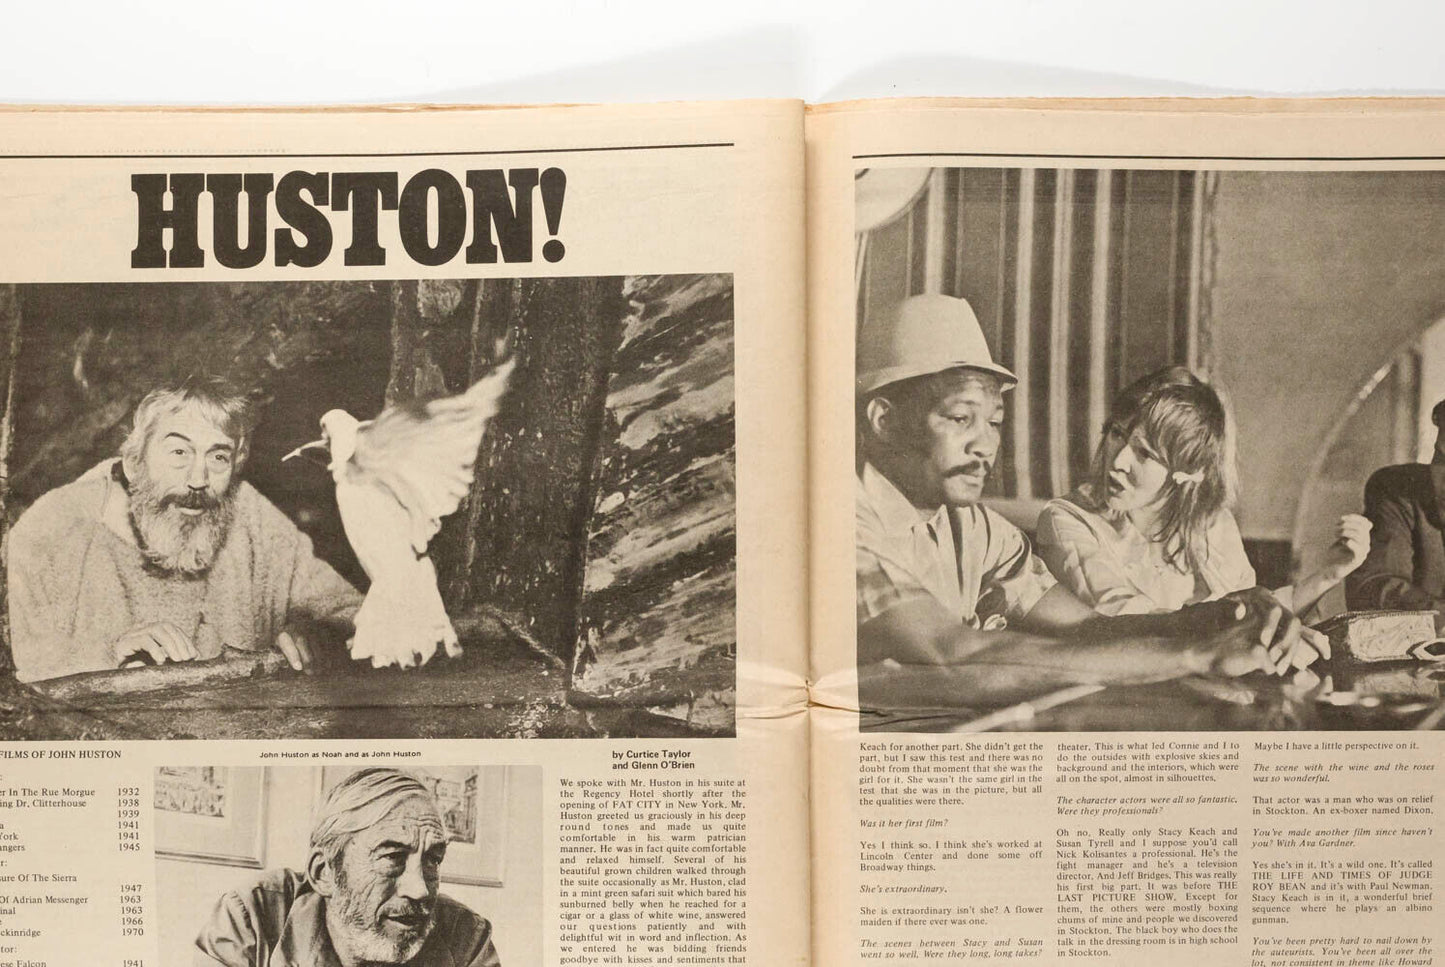 HUSTON!
FILMS OF JOHN HUSTON
In The Rue Morgue 1932
Dr. Clitterhouse 1938
1939
1941
York 1941
1945
Of The Sierra
1947
Of Adrian Messenger 1963
1963
1966
1970
Falcon 1941
John Huston as Noah and as John Huston
by Curtice Taylor
and Glenn O'Brien
We spoke with Mr. Huston in his suite at
the Regency Hotel shortly after the
opening of FAT CITY in New York. Mr.
Huston greeted us graciously in his deep
round tones and made us quite
comfortable in his warm patrician
manner. He was in fact quite comfortable
and relaxed himself. Several of his
beautiful grown children walked through
the suite occasionally as Mr. Huston, clad
in a mint green safari suit which bared his
sunburned belly when he reached for a
cigar or a glass of white wine, answered
our questions patiently and with
delightful wit in word and inflection. As
we entered he was bidding friends
goodbye with kisses and sentiments that
Keach for another part. She didn't get the
part, but I saw this test and there was no
doubt from that moment that she was the
girl for it. She wasn't the same girl in the
test that she was in the picture, but all
the qualities were there.
Was it her first film?
Yes I think so. I think she's worked at
Lincoln Center and done some off
Broadway things.
She's extraordinary.
She is extraordinary isn't she? A flower
maiden if there ever was one.
The scenes between Stacy and Susan
went so well. Were they long, long takes?
theater. This is what led Connie and I to
do the outsides with explosive skies and
background and the interiors, which were
all on the spot, almost in silhouettes.
The character actors were all so fantastic.
Were they professionals?
Oh no. Really only Stacy Keach and
Susan Tyrell and I suppose you'd call
Nick Kolisantes a professional. He's the
fight manager and he's a television
director. And Jeff Bridges. This was really
his first big part. It was before THE
LAST PICTURE SHOW. Except for
them, the others were mostly boxing
chums of mine and people we discovered
in Stockton. The black boy who does the
talk in the dressing room is in high school
in Stockton.
Maybe I have a little perspective on it.
The scene with the wine and the roses
was so wonderful.
That actor was a man who was on relief
in Stockton. An ex-boxer named Dixon.
You've made another film since haven't
you? With Ava Gardner.
Yes she's in it. It's a wild one. It's called
THE LIFE AND TIMES OF JUDGE
ROY BEAN and it's with Paul Newman.
Stacy Keach is in it, a wonderful brief
sequence where he plays an albino
gunman.
You've been pretty hard to nail down by
the auteurists. You've been all over the
lot, not consistent in theme like Howard